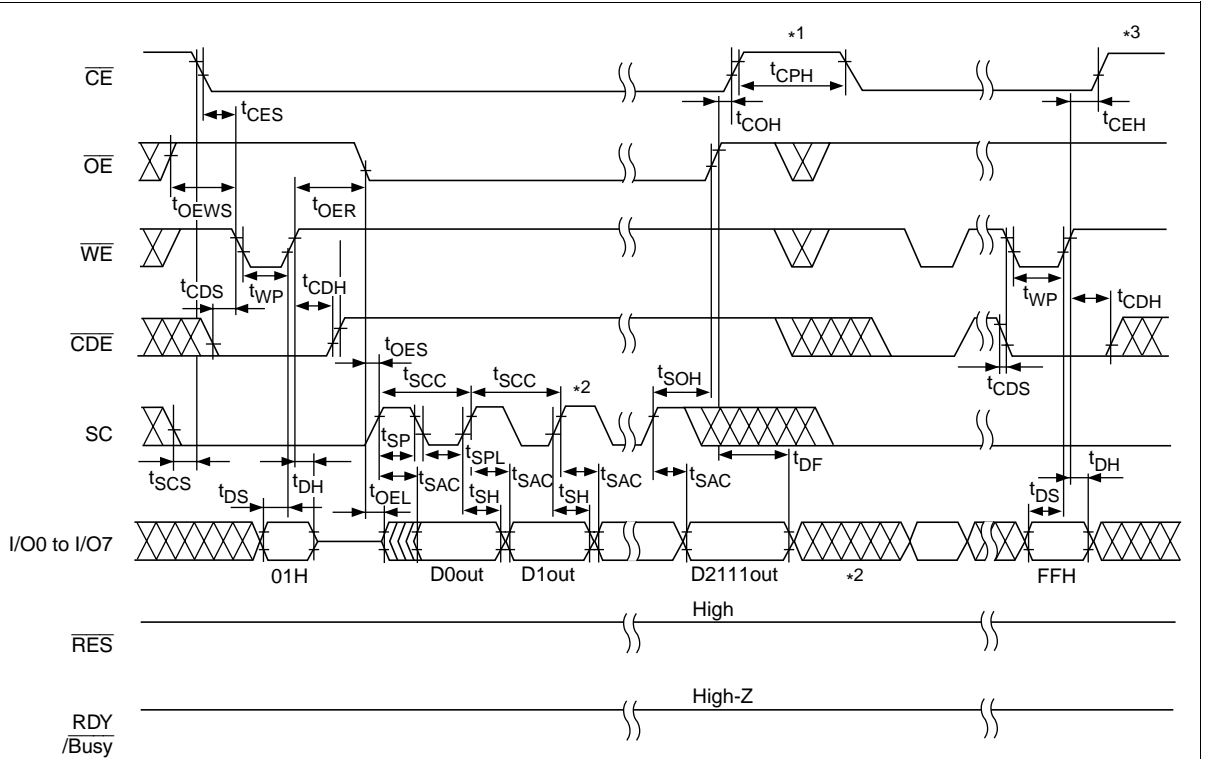 *1 *3
CE tCPH
tCES tCOH tCEH
OE
tOEWS tOER
WE
tCDS tWP tCDH tWP tCDH
CDE
tOES tCDS
tSCC tSCC *2 tSOH
SC
tSP tSPL tDF
tSCS tDH tSAC tSAC tSAC tSAC tDH
tDS tOEL tSH tSH tDS
I/O0 to I/O7
01H D0out D1out D2111out *2 FFH
High
RES
High-Z
RDY
/Busy